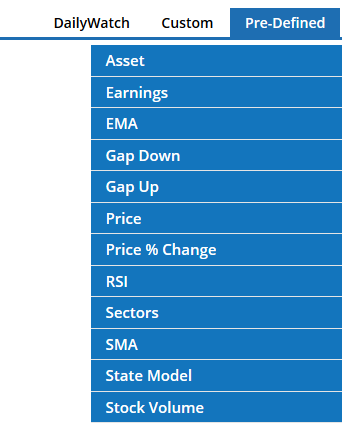 DailyWatch Custom Pre-Defined
Asset
Earnings
EMA
Gap Down
Gap Up
Price
Price % Change
RSI
Sectors
SMA
State Model
Stock Volume